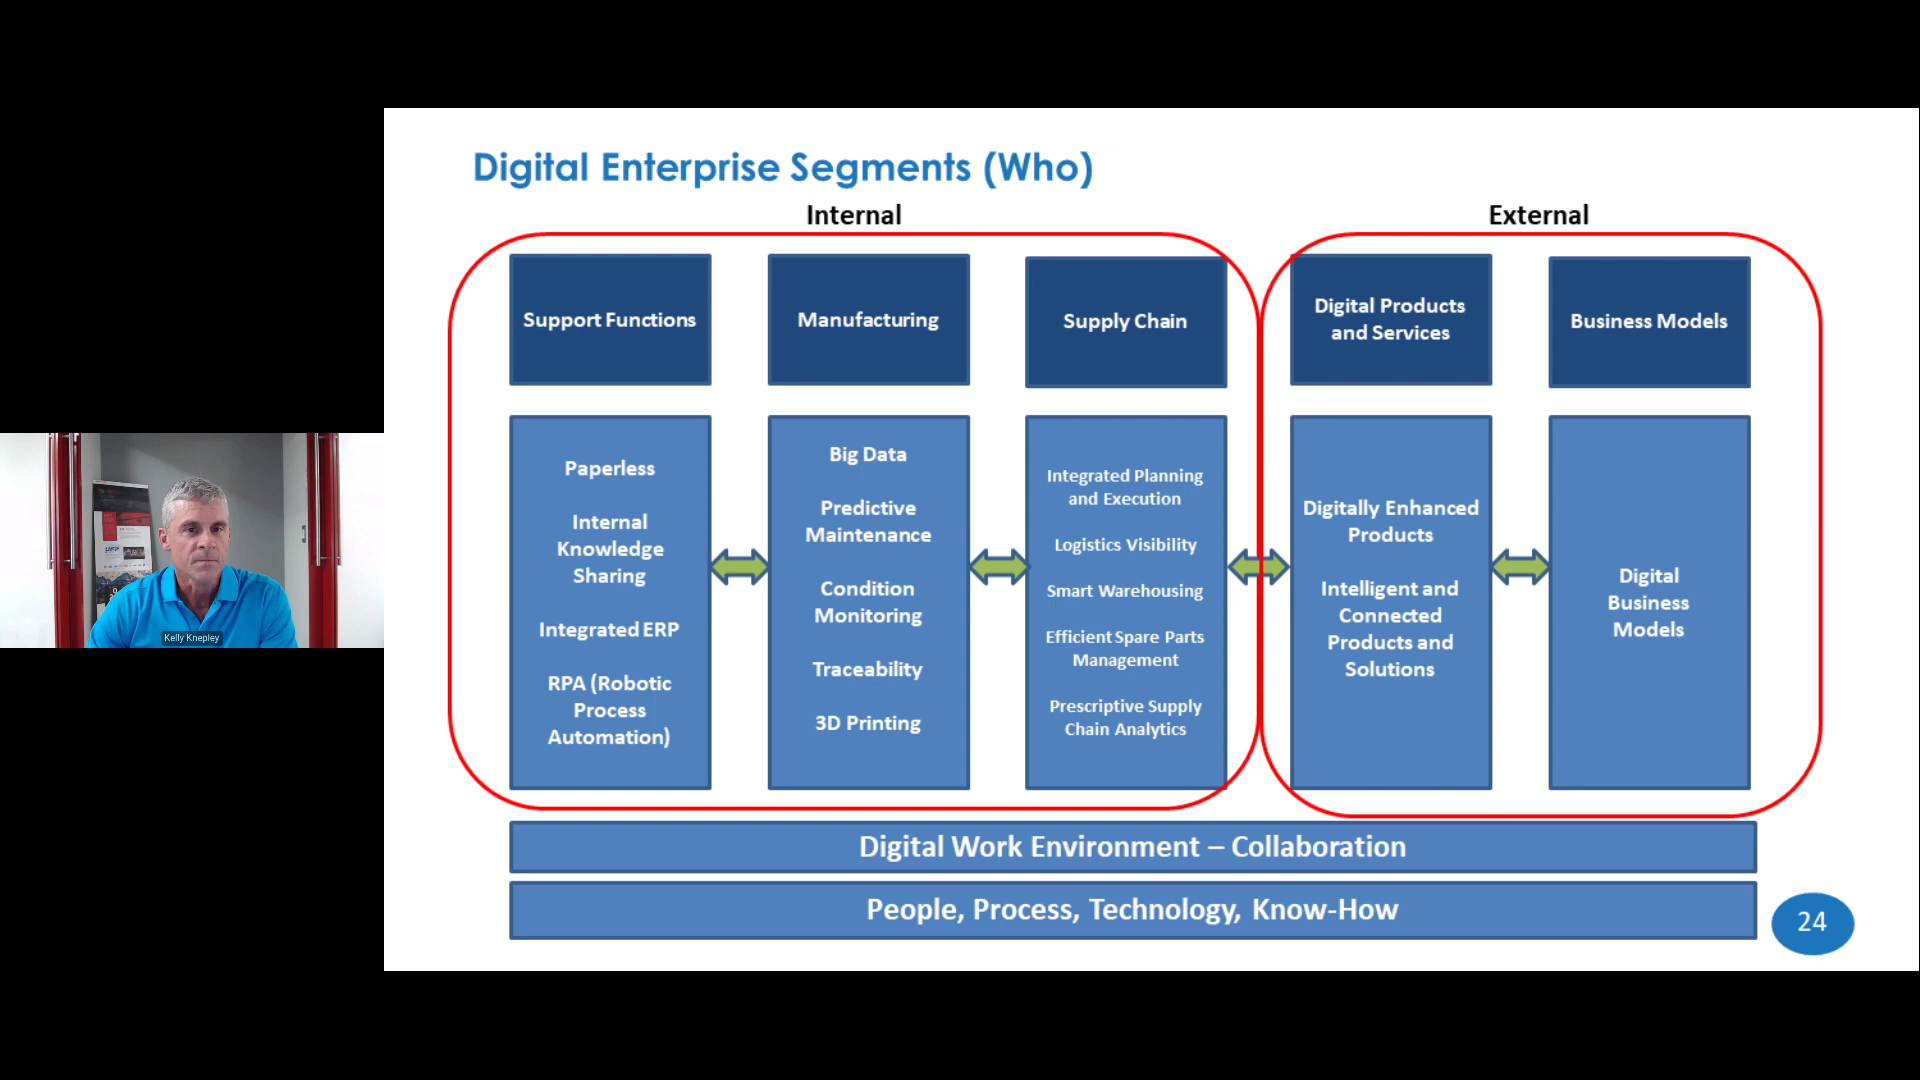 Digital Enterprise Segments (Who)
Internal
External
Support Functions
Manufacturing
Supply Chain
Digital Products
and Services
Business Models
Paperless
Internal
Knowledge
Sharing
Integrated ERP
RPA (Robotic
Process
Automation)
Big Data
Predictive
Maintenance
Condition
Monitoring
Traceability
3D Printing
Integrated Planning
and Execution
Logistics Visibility
Smart Warehousing
Efficient Spare Parts
Management
Prescriptive Supply
Chain Analytics
Digitally Enhanced
Products
Intelligent and
Connected
Products and
Solutions
Digital
Business
Models
Digital Work Environment – Collaboration
People, Process, Technology, Know-How
24
Kelly Knepley